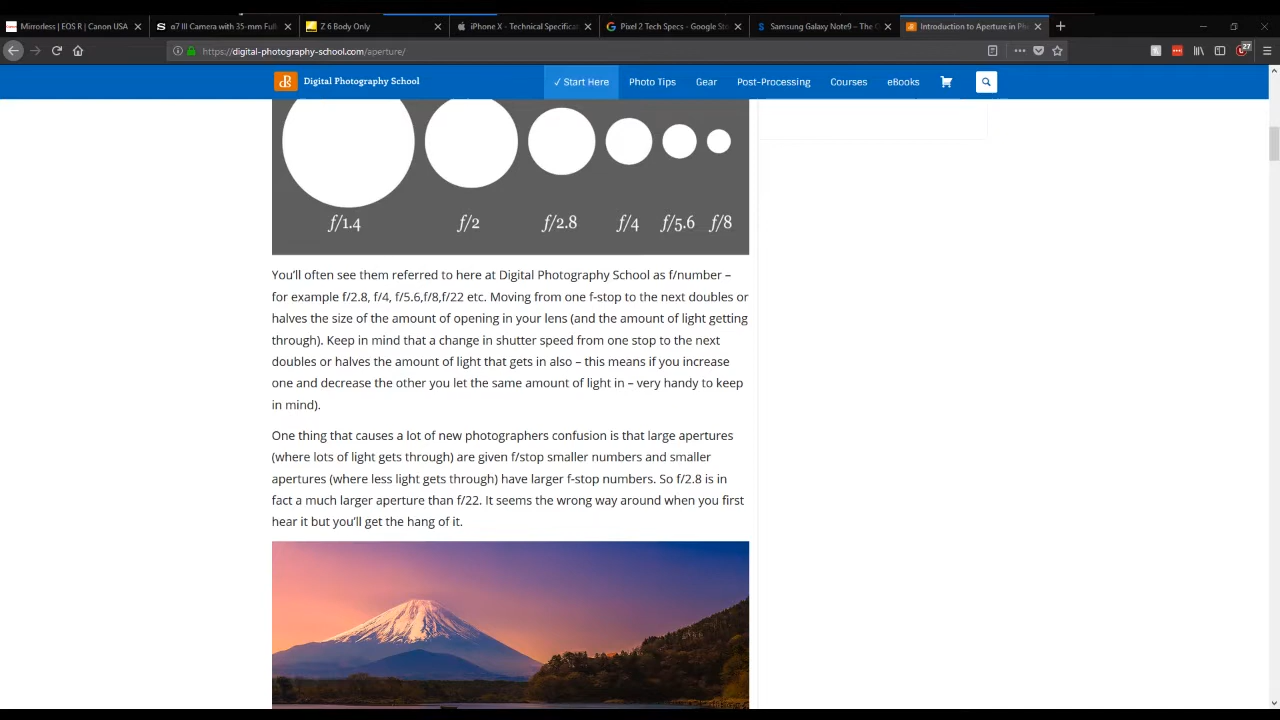 Mirrorless | EOS R | Canon USA
α7 III Camera with 35-mm Full
Z 6 Body Only
iPhone X - Technical Specificat
Pixel 2 Tech Specs - Google Sto
Samsung Galaxy Note9 – The O
Introduction to Aperture in Ph
https://digital-photography-school.com/aperture/
27
dR Digital Photography School
✓ Start Here
Photo Tips
Gear
Post-Processing
Courses
eBooks
f/1.4 f/2 f/2.8 f/4 f/5.6 f/8
You'll often see them referred to here at Digital Photography School as f/number –
for example f/2.8, f/4, f/5.6,f/8,f/22 etc. Moving from one f-stop to the next doubles or
halves the size of the amount of opening in your lens (and the amount of light getting
through). Keep in mind that a change in shutter speed from one stop to the next
doubles or halves the amount of light that gets in also – this means if you increase
one and decrease the other you let the same amount of light in – very handy to keep
in mind).
One thing that causes a lot of new photographers confusion is that large apertures
(where lots of light gets through) are given f/stop smaller numbers and smaller
apertures (where less light gets through) have larger f-stop numbers. So f/2.8 is in
fact a much larger aperture than f/22. It seems the wrong way around when you first
hear it but you'll get the hang of it.